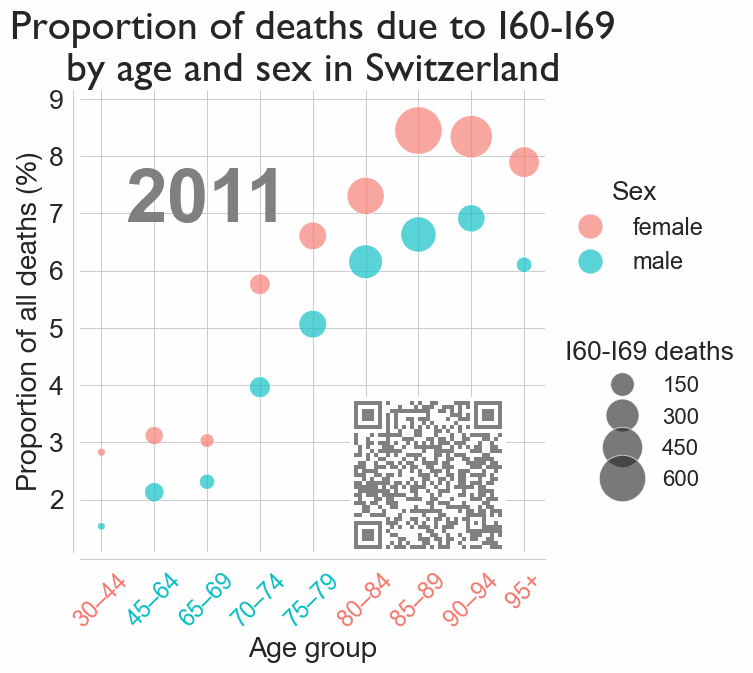 Proportion of deaths due to I60-I69
by age and sex in Switzerland
9
8
7
6
5
4
3
2
Proportion of all deaths (%)
2011
30–44
45–64
65–69
70–74
75–79
80–84
85–89
90–94
95+
Age group
Sex
female
male
I60-I69 deaths
150
300
450
600